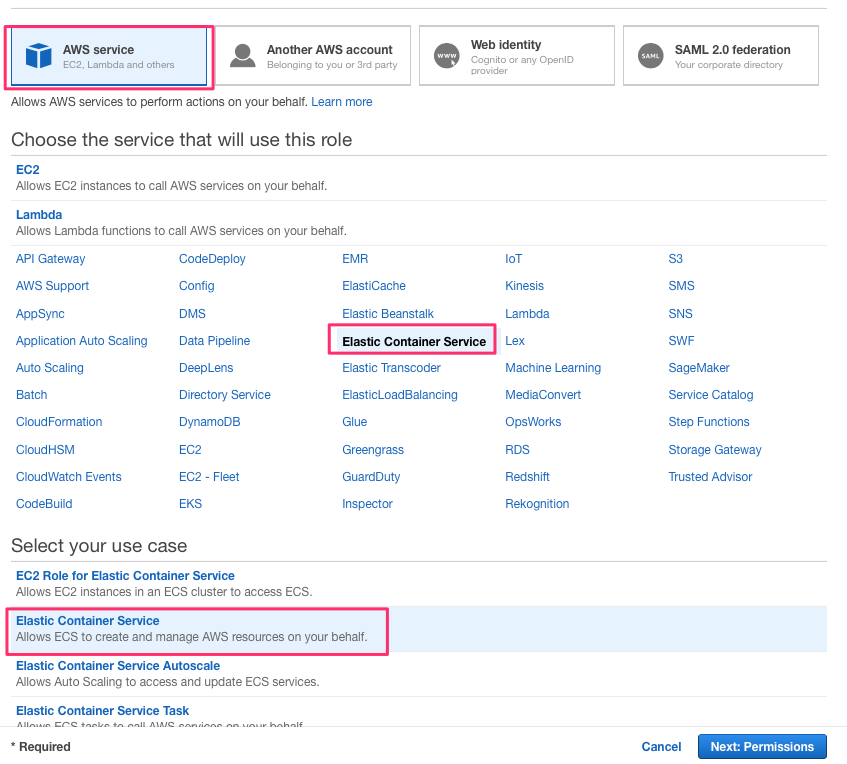 AWS service
EC2, Lambda and others
Another AWS account
Belonging to you or 3rd party
www
Web identity
Cognito or any OpenID
provider
SAML
SAML 2.0 federation
Your corporate directory
Allows AWS services to perform actions on your behalf. Learn more
Choose the service that will use this role
EC2
Allows EC2 instances to call AWS services on your behalf.
Lambda
Allows Lambda functions to call AWS services on your behalf.
API Gateway CodeDeploy EMR IoT S3
AWS Support Config ElastiCache Kinesis SMS
AppSync DMS Elastic Beanstalk Lambda SNS
Application Auto Scaling Data Pipeline Elastic Container Service Lex SWF
Auto Scaling DeepLens Elastic Transcoder Machine Learning SageMaker
Batch Directory Service ElasticLoadBalancing MediaConvert Service Catalog
CloudFormation DynamoDB Glue OpsWorks Step Functions
CloudHSM EC2 Greengrass RDS Storage Gateway
CloudWatch Events EC2 - Fleet GuardDuty Redshift Trusted Advisor
CodeBuild EKS Inspector Rekognition
Select your use case
EC2 Role for Elastic Container Service
Allows EC2 instances in an ECS cluster to access ECS.
Elastic Container Service
Allows ECS to create and manage AWS resources on your behalf.
Elastic Container Service Autoscale
Allows Auto Scaling to access and update ECS services.
Elastic Container Service Task
Allows ECS tasks to call AWS services on your behalf.
* Required Cancel Next: Permissions